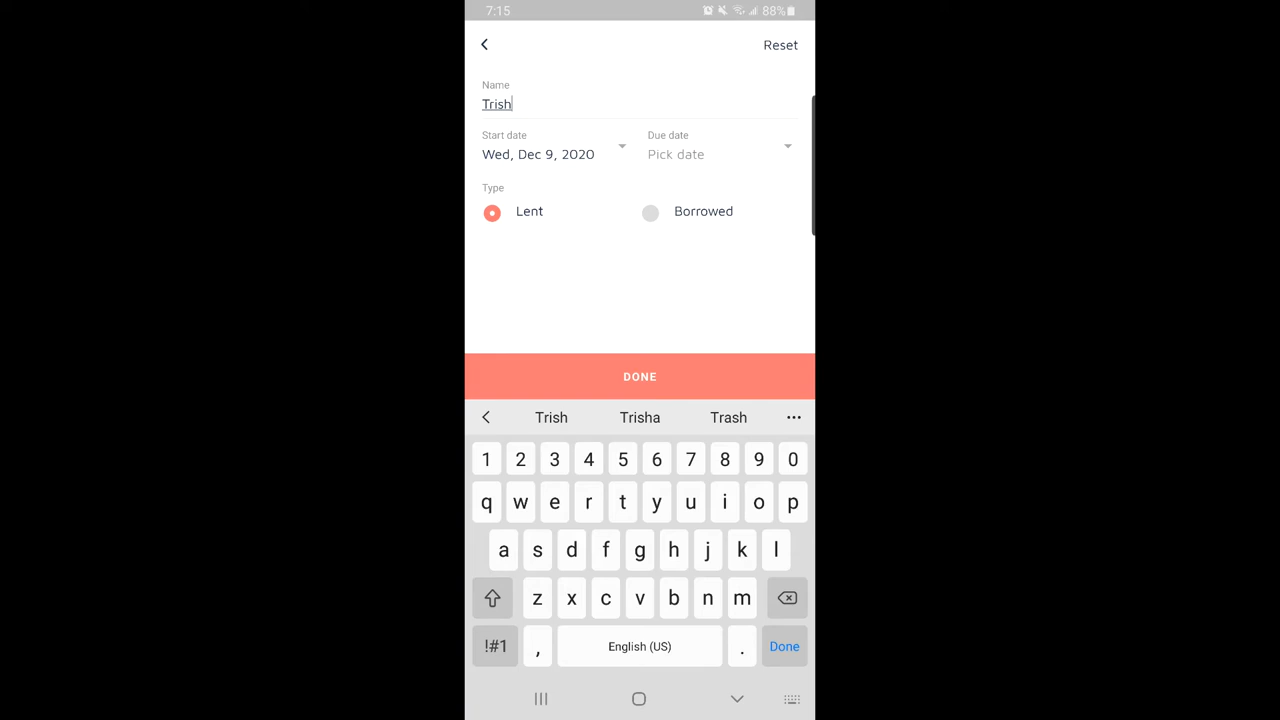 7:15 88%
Reset
Name
Trish
Start date Due date
Wed, Dec 9, 2020 Pick date
Type
Lent Borrowed
DONE
Trish Trisha Trash
1 2 3 4 5 6 7 8 9 0
q w e r t y u i o p
a s d f g h j k l
z x c v b n m
!#1 , English (US) . Done